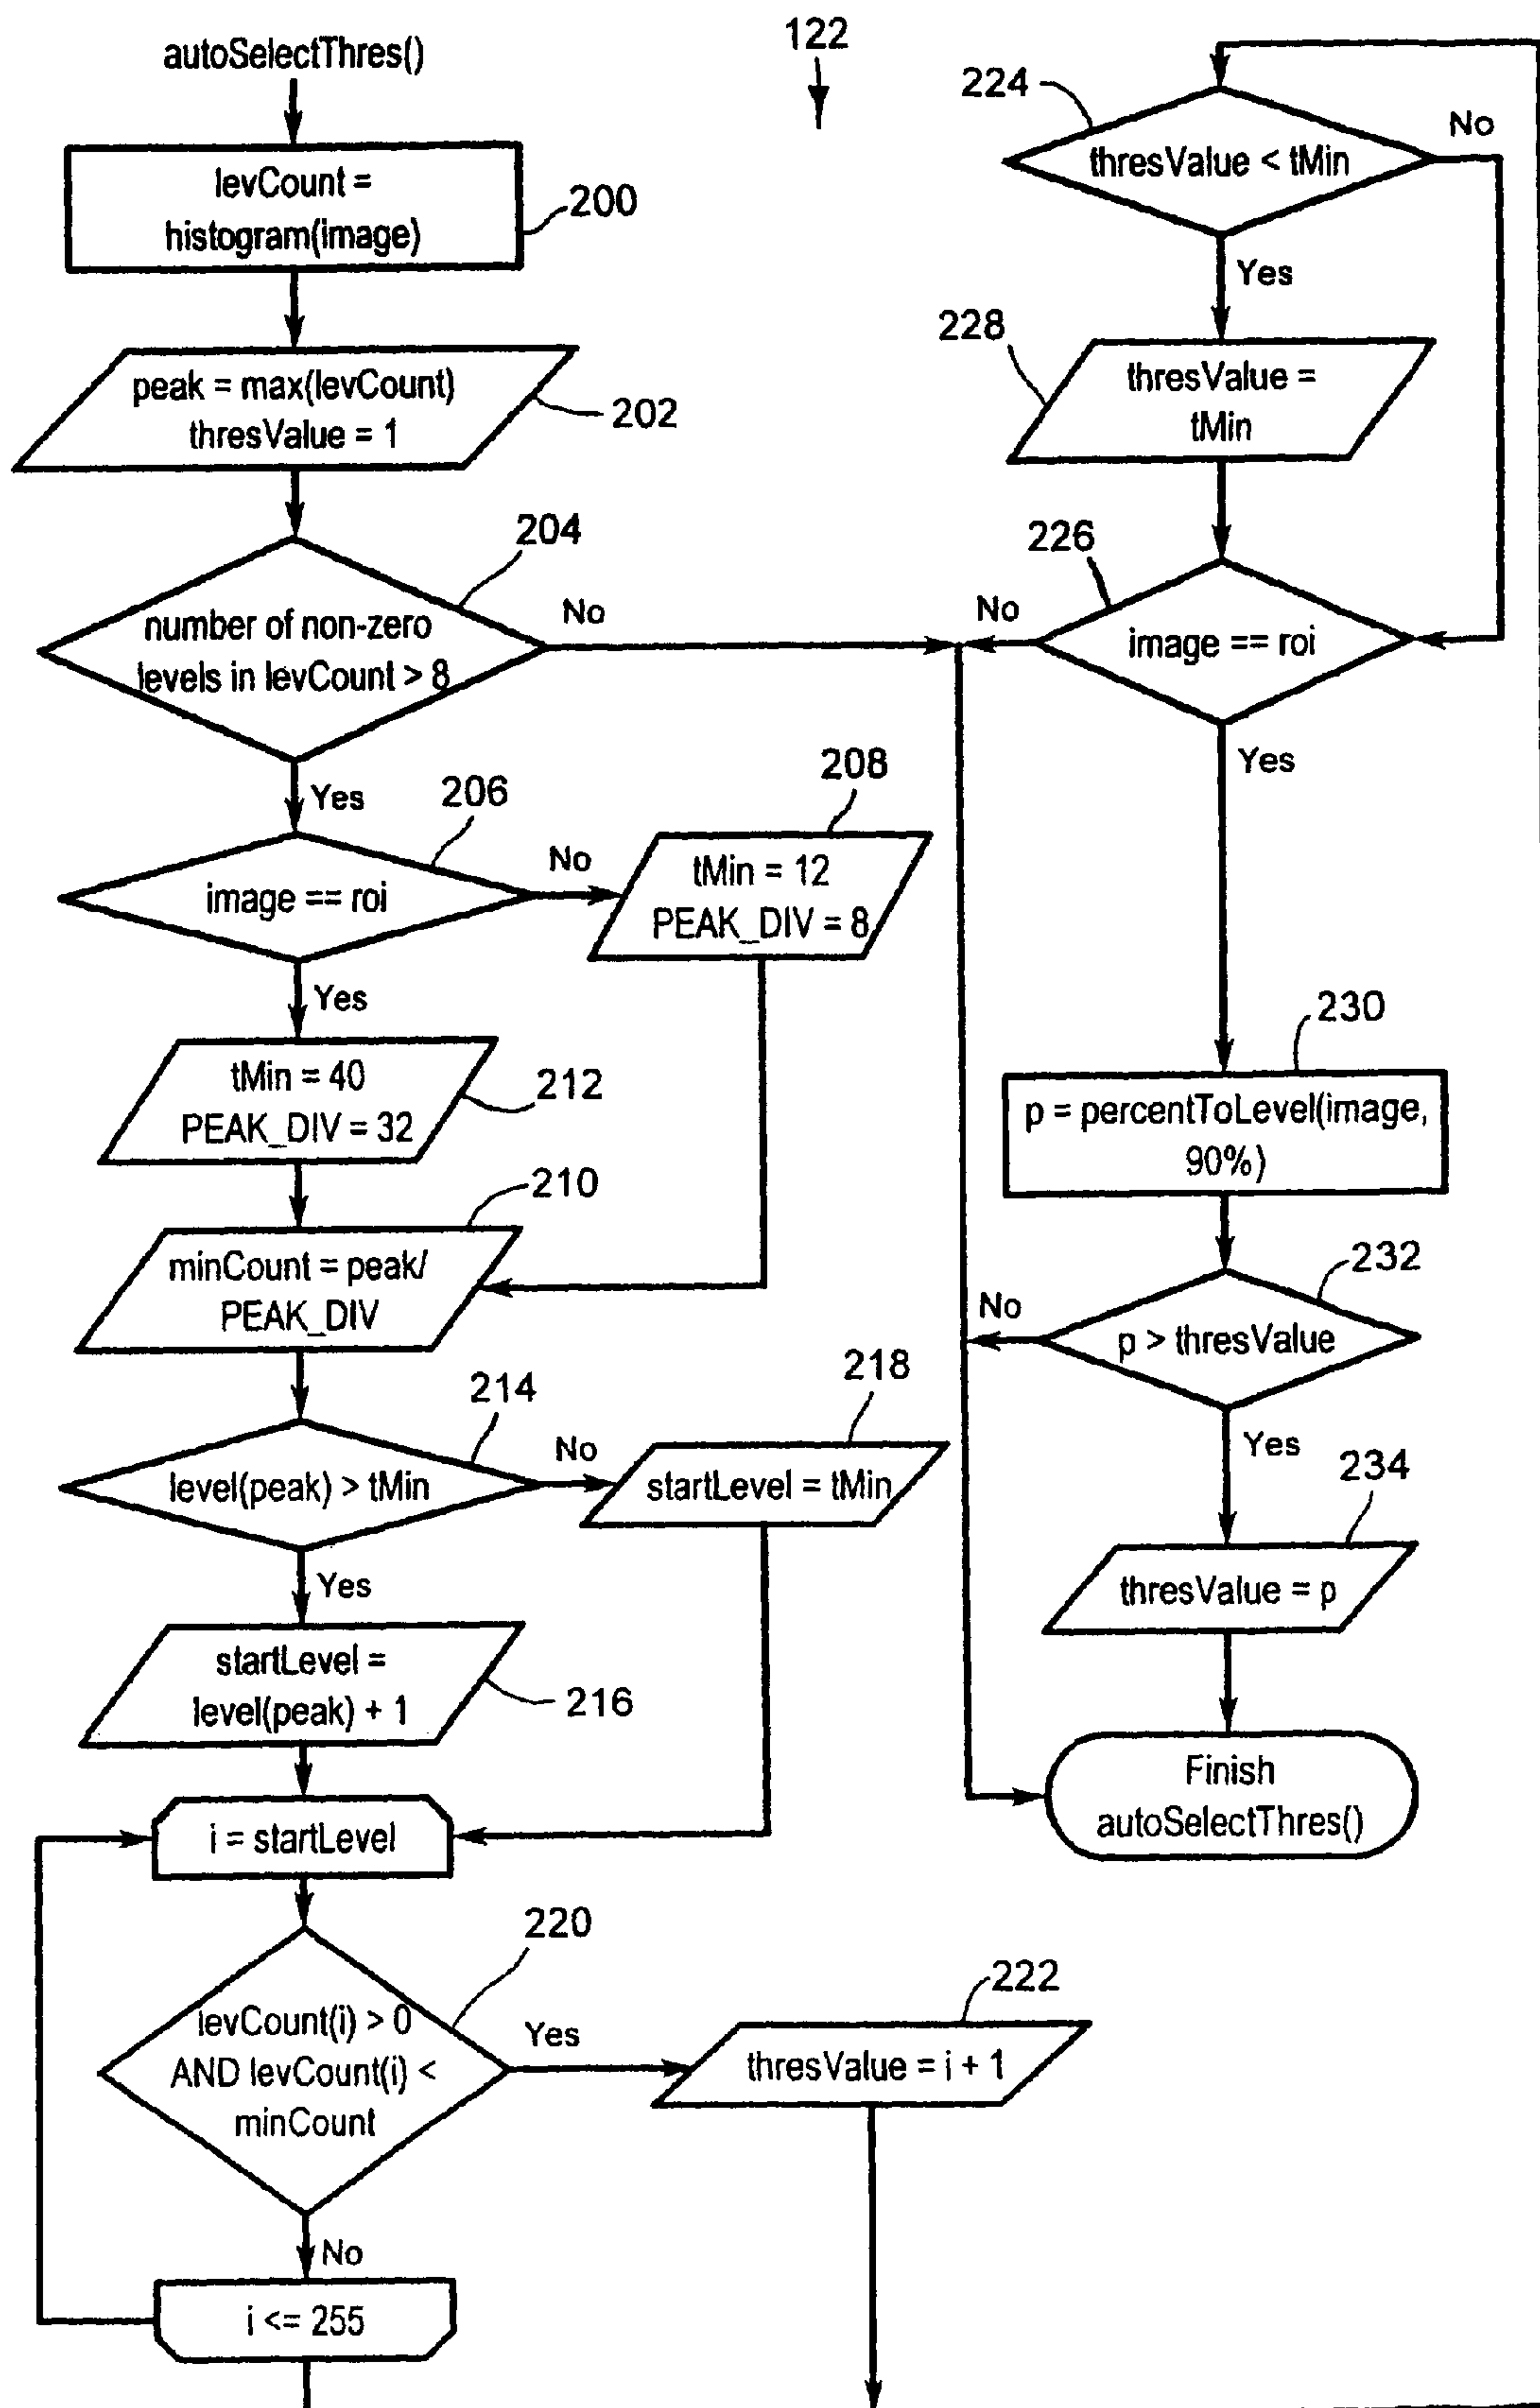 autoSelectThres()
122
levCount =
histogram(image)
200
peak = max(levCount)
thresValue = 1
202
204
number of non-zero
levels in levCount > 8
No
Yes
206
image == roi
No
208
tMin = 12
PEAK_DIV = 8
Yes
tMin = 40
PEAK_DIV = 32
212
210
minCount = peak/
PEAK_DIV
214
level(peak) > tMin
No
218
startLevel = tMin
Yes
startLevel =
level(peak) + 1
216
i = startLevel
220
levCount(i) > 0
AND levCount(i) <
minCount
Yes
222
thresValue = i + 1
No
i <= 255
224
thresValue < tMin
No
Yes
228
thresValue =
tMin
226
No
image == roi
Yes
230
p = percentToLevel(image,
90%)
232
No
p > thresValue
Yes
234
thresValue = p
Finish
autoSelectThres()